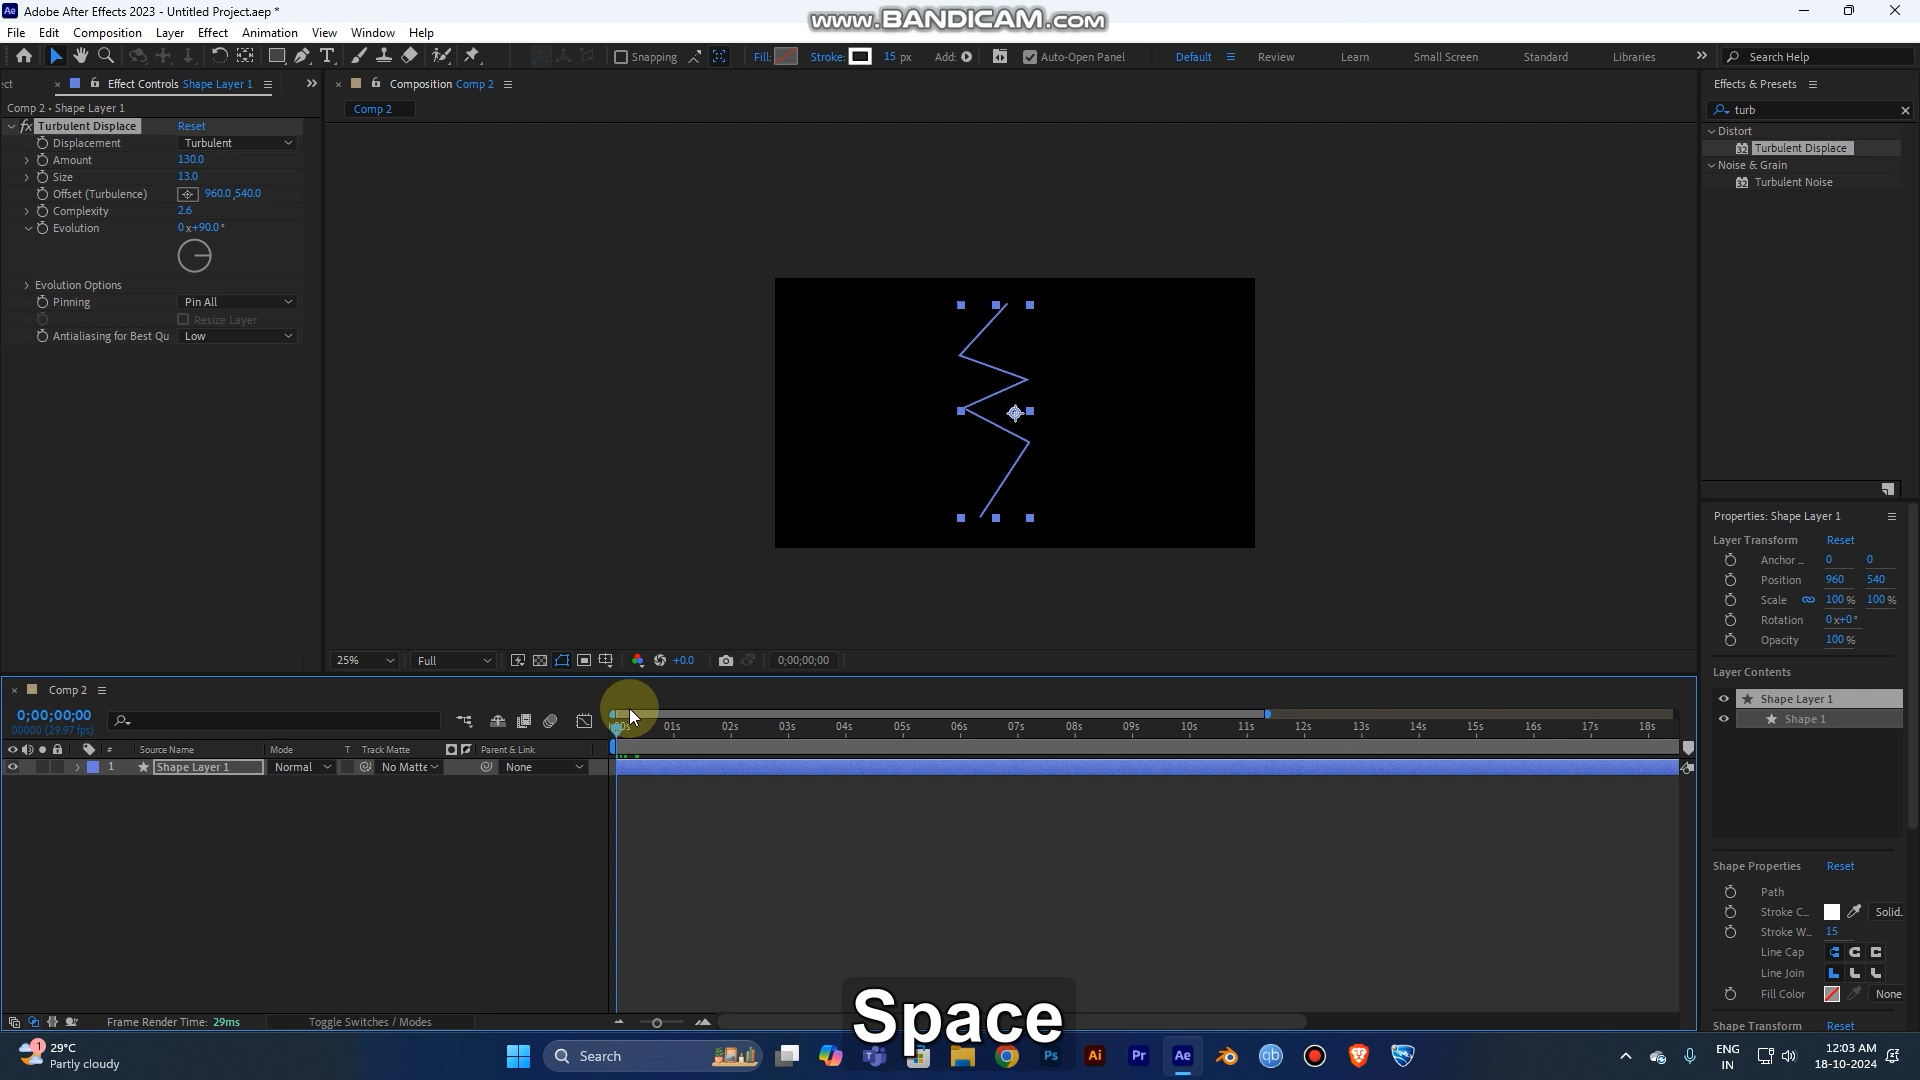 Adobe After Effects 2023 - Untitled Project.aep *
www.BANDICAM.com
File Edit Composition Layer Effect Animation View Window Help
Snapping Fill: Stroke: 15 px Add: Auto-Open Panel Default Review Learn Small Screen Standard Libraries Search Help
Effect Controls Shape Layer 1
Composition Comp 2
Effects & Presets
Comp 2 • Shape Layer 1
Comp 2
turb
fx Turbulent Displace Reset
Displacement Turbulent
Amount 130.0
Size 13.0
Offset (Turbulence) 960.0,540.0
Complexity 2.6
Evolution 0x+90.0°
Evolution Options
Pinning Pin All
Resize Layer
Antialiasing for Best Qu Low
Distort
Turbulent Displace
Noise & Grain
Turbulent Noise
Properties: Shape Layer 1
Layer Transform Reset
Anchor ... 0 0
Position 960 540
Scale 100% 100%
Rotation 0x+0°
Opacity 100%
Layer Contents
Shape Layer 1
Shape 1
Shape Properties Reset
Path
Stroke C... Solid.
Stroke W... 15
Line Cap
Line Join
Fill Color None
Shape Transform Reset
25% Full +0.0 0;00;00;00
Comp 2
0;00;00;00
00000 (29.97 fps)
01s 02s 03s 04s 05s 06s 07s 08s 09s 10s 11s 12s 13s 14s 15s 16s 17s 18s
# Source Name Mode T Track Matte Parent & Link
1 Shape Layer 1 Normal No Matte None
Frame Render Time: 29ms Toggle Switches / Modes
Space
29°C
Partly cloudy
Search
ENG
IN
12:03 AM
18-10-2024